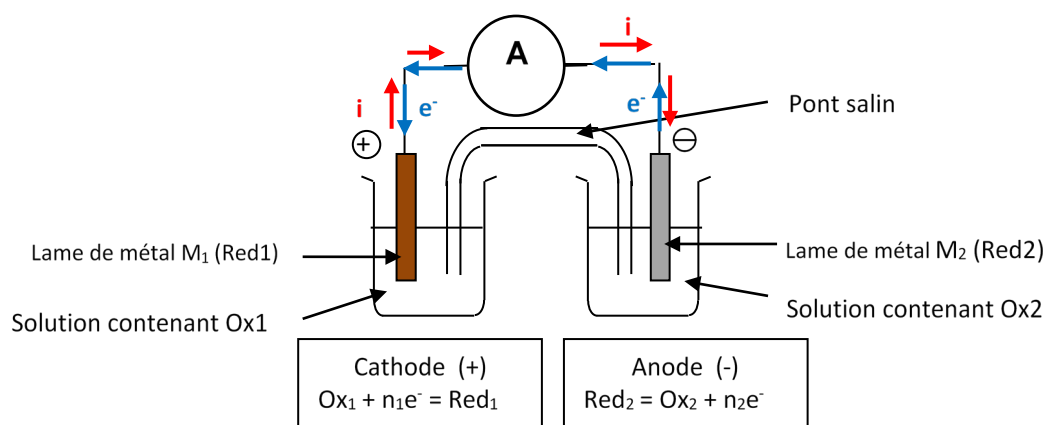 i
A
i
e⁻
e⁻
Pont salin
+
−
Lame de métal M₁ (Red1)
Lame de métal M₂ (Red2)
Solution contenant Ox1
Solution contenant Ox2
Cathode (+)
Ox₁ + n₁e⁻ = Red₁
Anode (-)
Red₂ = Ox₂ + n₂e⁻